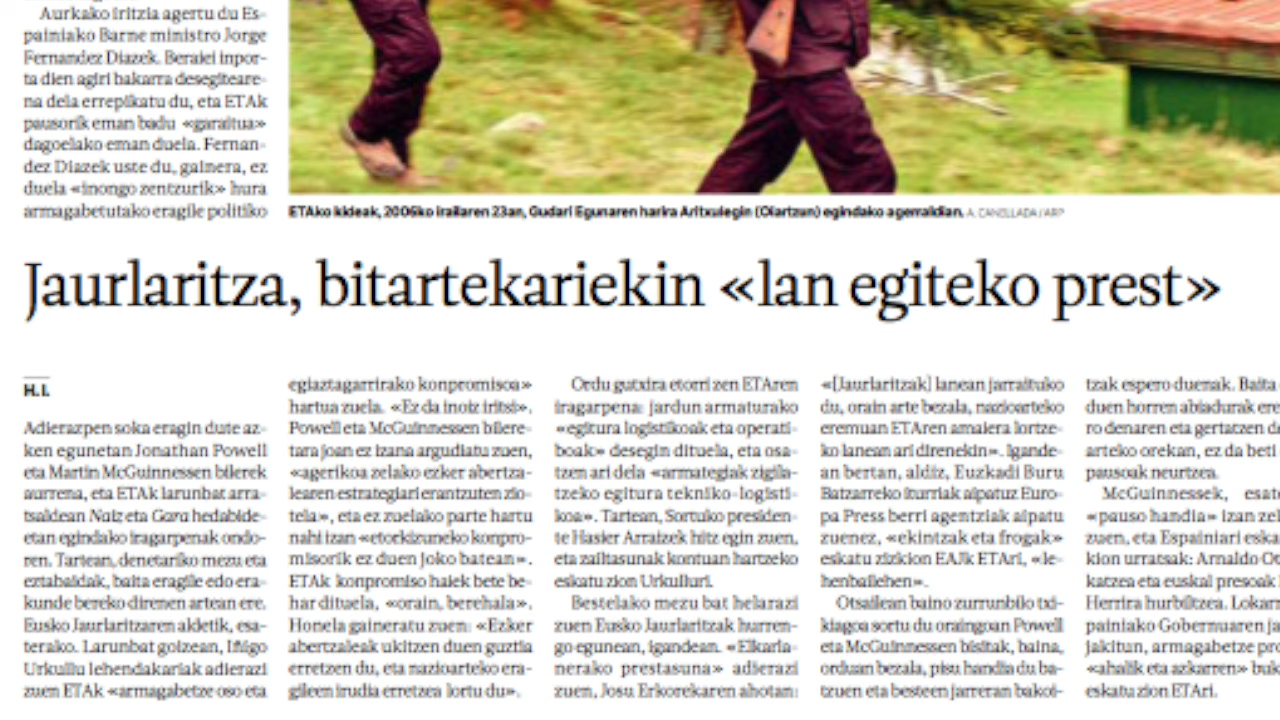 Aurkako iritzia agertu du Es-
painiako Barne ministro Jorge
Fernandez Diazek. Beraiei inpor-
ta dien agiri bakarra desegiteare-
na dela errepikatu du, eta ETAk
pausorik eman badu «garaitua»
dagoelako eman duela. Fernan-
dez Diazek uste du, gainera, ez
duela «inongo zentzurik» hura
armagabetutako eragile politiko
ETAko kideak, 2006ko irailaren 23an, Gudari Egunaren harira Aritxulegin (Oiartzun) egindako agerraldian. A. CANELLADA / ARP
Jaurlaritza, bitartekariekin «lan egiteko prest»
H.I.
Adierazpen soka eragin dute az-
ken egunetan Jonathan Powell
eta Martin McGuinnessen bilerek
aurrena, eta ETAk larunbat arra-
tsaldean Naiz eta Gara hedabide-
etan egindako iragarpenak ondo-
ren. Tartean, denetariko mezu eta
eztabaidak, baita eragile edo era-
kunde bereko direnen artean ere.
Eusko Jaurlaritzaren aldetik, esa-
terako. Larunbat goizean, Iñigo
Urkullu lehendakariak adierazi
zuen ETAk «armagabetze oso eta
egiaztagarrirako konpromisoa»
hartua zuela. «Ez da inoiz iritsi».
Powell eta McGuinnessen bilere-
tara joan ez izana argudiatu zuen,
«agerikoa zelako ezker abertza-
learen estrategiari erantzuten zio-
tela», eta ez zuelako parte hartu
nahi izan «etorkizuneko konpro-
misorik ez duen joko batean».
ETAk konpromiso haiek bete be-
har dituela, «orain, berehala».
Honela gaineratu zuen: «Ezker
abertzaleak ukitzen duen guztia
erretzen du, eta nazioarteko era-
gileen irudia erretzea lortu du».
Ordu gutxira etorri zen ETAren
iragarpena: jardun armaturako
«egitura logistikoak eta operati-
boak» desegin dituela, eta osa-
tzen ari dela «armategiak zigila-
tzeko egitura tekniko-logisti-
koa». Tartean, Sortuko presiden-
te Hasier Arraizek hitz egin zuen,
eta zailtasunak kontuan hartzeko
eskatu zion Urkulluri.
Bestelako mezu bat helarazi
zuen Eusko Jaurlaritzak hurren-
go egunean, igandean. «Elkarla-
nerako prestasuna» adierazi
zuen, Josu Erkorekaren ahotan:
«[Jaurlaritzak] lanean jarraituko
du, orain arte bezala, nazioarteko
eremuan ETAren amaiera lortze-
ko lanean ari direnekin». Igande-
an bertan, aldiz, Euzkadi Buru
Batzarreko iturriak aipatuz Euro-
pa Press berri agentziak aipatu
zuenez, «ekintzak eta frogak»
eskatu zizkion EAJk ETAri, «le-
henbailehen».
Otsailean baino zurrunbilo txi-
kiagoa sortu du oraingoan Powell
eta McGuinnessen bisitak, baina,
orduan bezala, pisu handia du ba-
tzuen eta besteen jarreran bakoi-
tzak espero duenak. Baita
duen horren abiadurak ere
ro denaren eta gertatzen de
arteko orekan, ez da beti
pausoak neurtzea.
McGuinnessek, esate
«pauso handia» izan zel
zuen, eta Espainiari eska
kion urratsak: Arnaldo Ot
katzea eta euskal presoak
Herrira hurbiltzea. Lokarr
painiako Gobernuaren ja
jakitun, armagabetze pro
«ahalik eta azkarren» buk
eskatu zion ETAri.